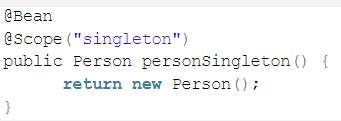 @Bean
@Scope("singleton")
public Person personSingleton() {
      return new Person();
}